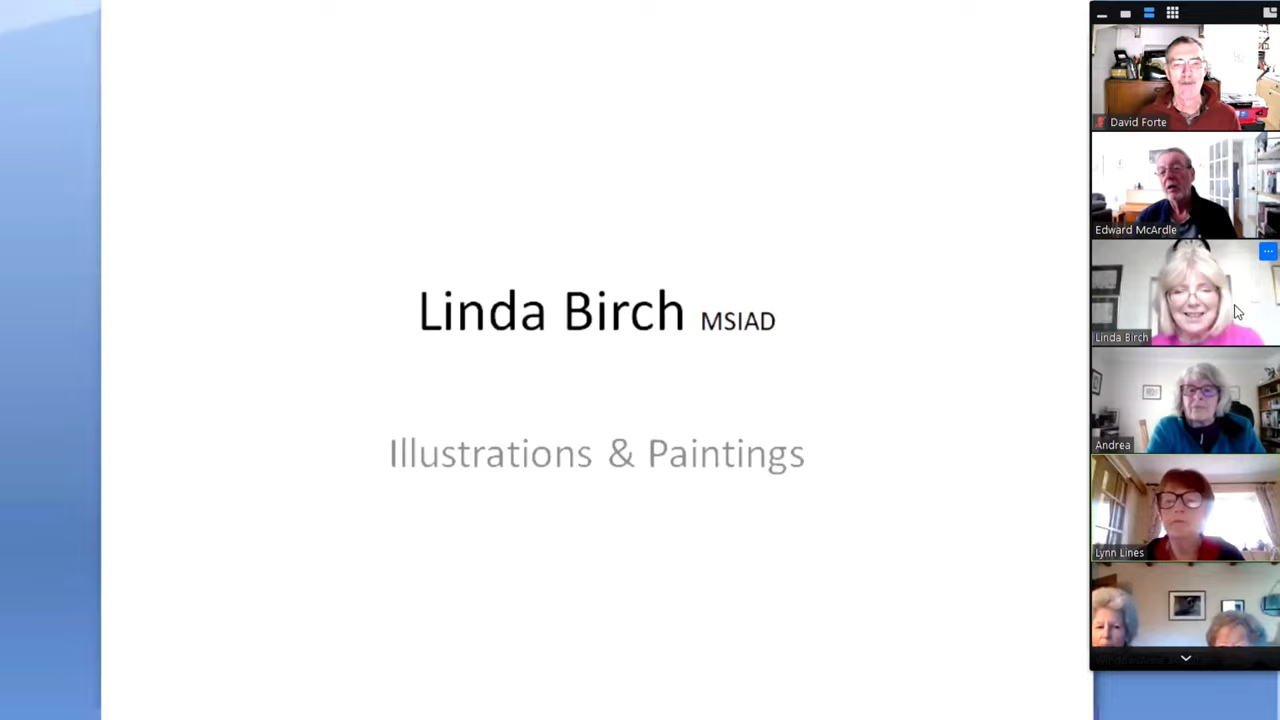 Linda Birch MSIAD
Illustrations & Paintings
David Forte
Edward McArdle
Linda Birch
Andrea
Lynn Lines